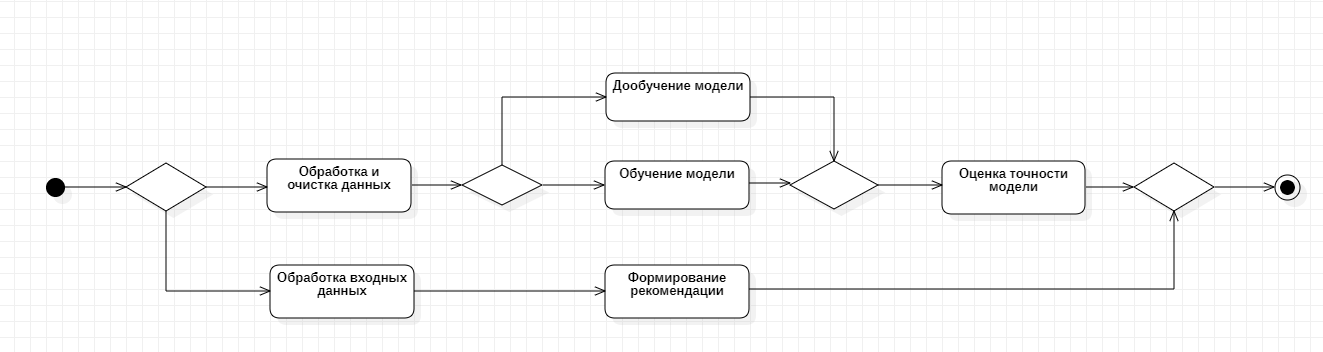 Дообучение модели
Обработка и
очистка данных
Обучение модели
Оценка точности
модели
Обработка входных
данных
Формирование
рекомендации